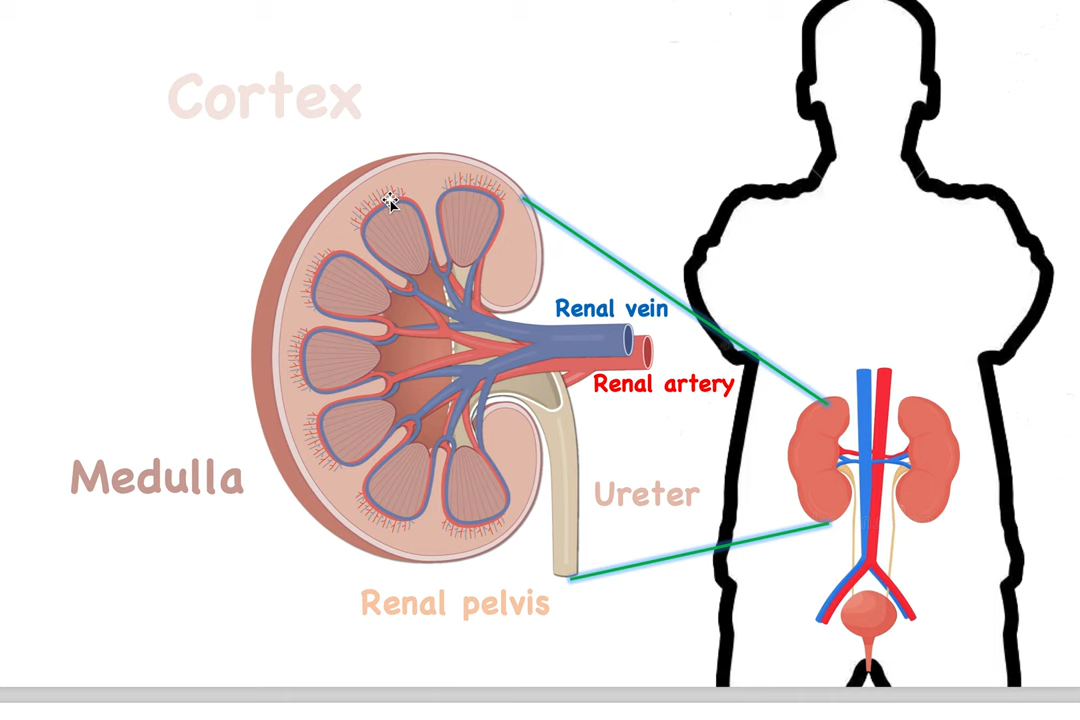 Cortex
Renal vein
Renal artery
Medulla
Ureter
Renal pelvis